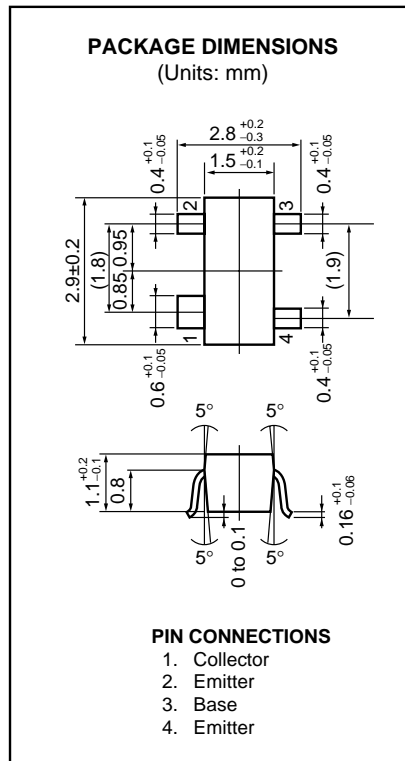 PACKAGE DIMENSIONS
(Units: mm)
2.8 +0.2 −0.3
1.5 +0.2 −0.1
0.4 +0.1 −0.05
0.4 +0.1 −0.05
2
3
2.9±0.2
(1.8)
0.95
0.85
(1.9)
1
4
0.6 +0.1 −0.05
0.4 +0.1 −0.05
5°
5°
1.1 +0.2 −0.1
0.8
0.16 +0.1 −0.06
5°
5°
0 to 0.1
PIN CONNECTIONS
1. Collector
2. Emitter
3. Base
4. Emitter